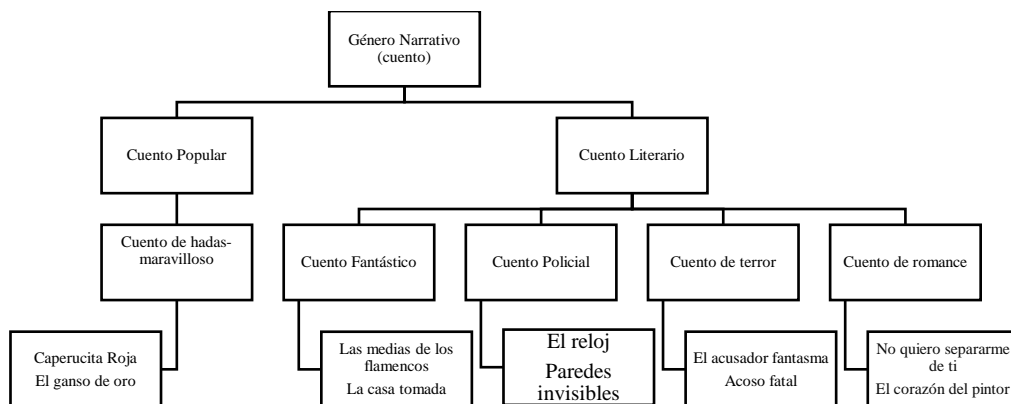 Género Narrativo
(cuento)
Cuento Popular
Cuento Literario
Cuento de hadas-
maravilloso
Cuento Fantástico
Cuento Policial
Cuento de terror
Cuento de romance
Caperucita Roja
El ganso de oro
Las medias de los
flamencos
La casa tomada
El reloj
Paredes
invisibles
El acusador fantasma
Acoso fatal
No quiero separarme
de ti
El corazón del pintor